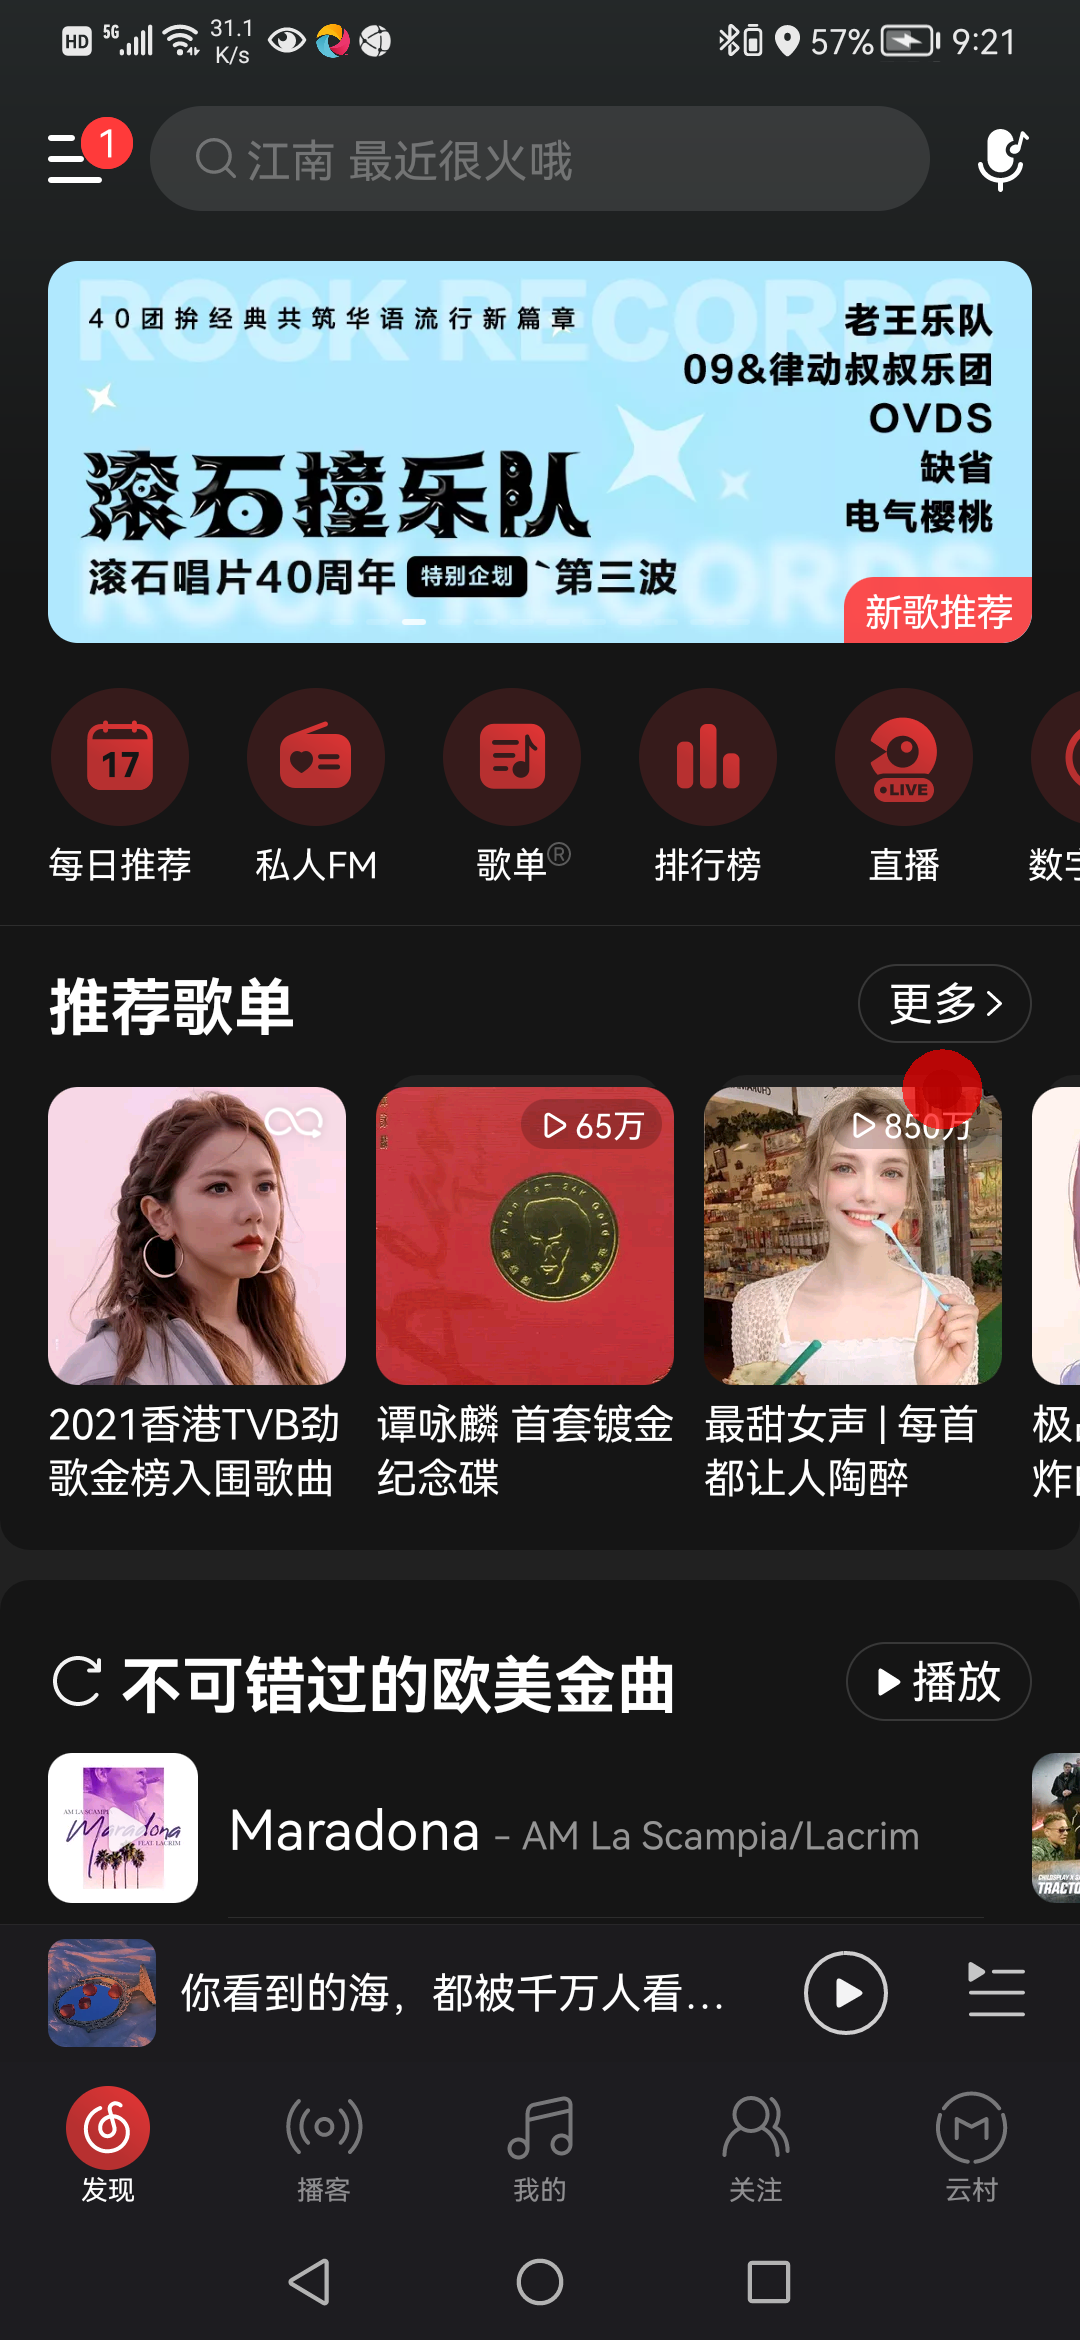 HD 5G 31.1 K/s 57% 9:21
1
江南 最近很火哦
ROCK RECORDS
40团拚经典共筑华语流行新篇章
老王乐队
09&律动叔叔乐团
OVDS
缺省
电气樱桃
滚石撞乐队
滚石唱片40周年 特别企划 第三波
ROCK RECORDS
新歌推荐
17
LIVE
每日推荐 私人FM 歌单® 排行榜 直播
推荐歌单
更多
65万
850万
2021香港TVB劲
歌金榜入围歌曲
谭咏麟 首套镀金
纪念碟
最甜女声 | 每首
都让人陶醉
不可错过的欧美金曲
播放
AM LA SCAMPIA
Maradona
FEAT. LACRIM
Maradona - AM La Scampia/Lacrim
你看到的海，都被千万人看...
发现 播客 我的 关注 云村